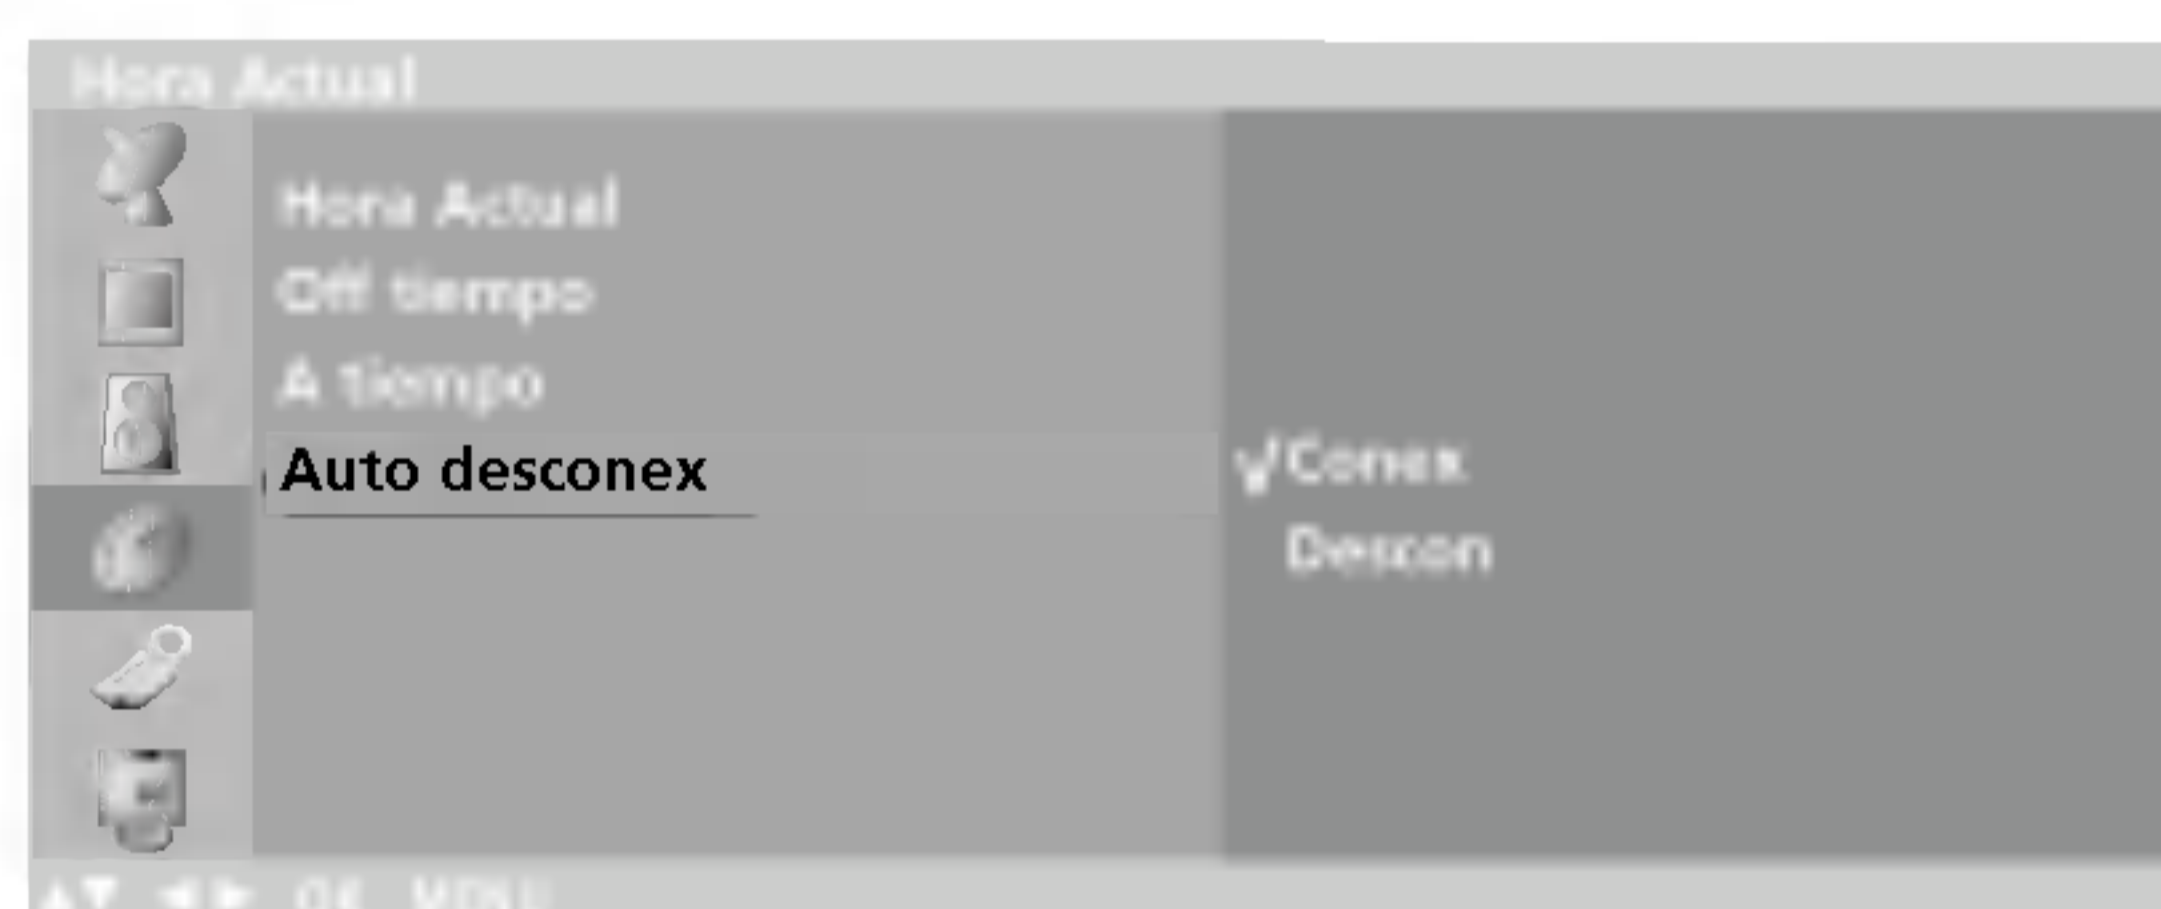 Hora Actual
Hora Actual
Off tiempo
A tiempo
Auto desconex
Conex
Descon
OK MENU